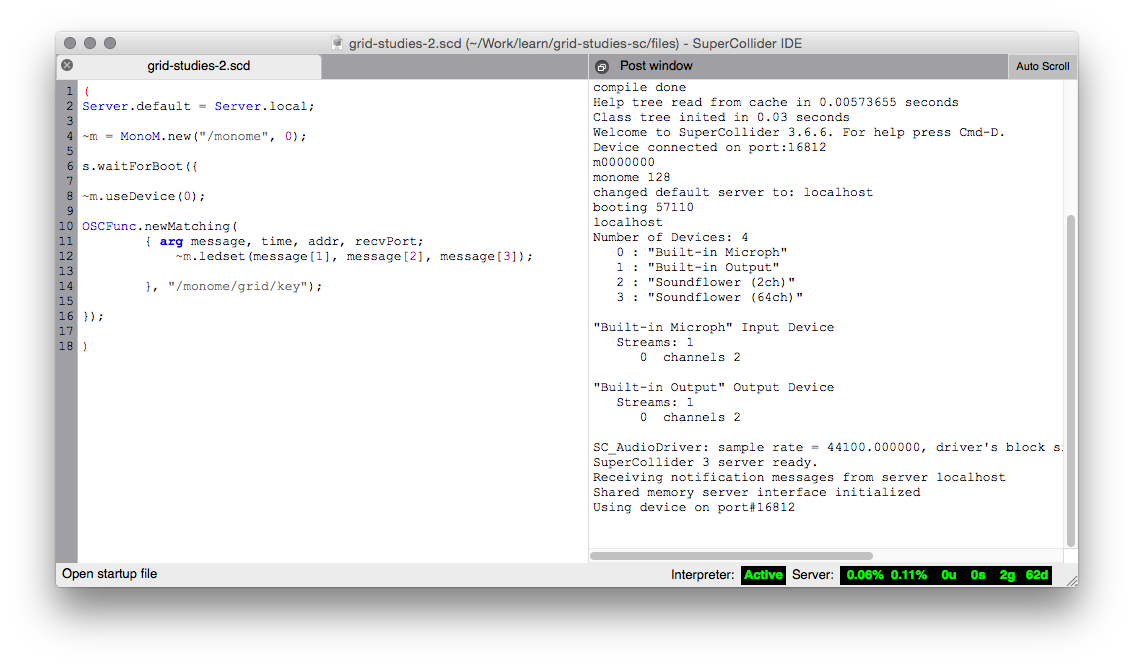 grid-studies-2.scd (~/Work/learn/grid-studies-sc/files) - SuperCollider IDE
grid-studies-2.scd
1 (
2 Server.default = Server.local;
3
4 ~m = MonoM.new("/monome", 0);
5
6 s.waitForBoot({
7
8 ~m.useDevice(0);
9
10 OSCFunc.newMatching(
11 { arg message, time, addr, recvPort;
12 ~m.ledset(message[1], message[2], message[3]);
13
14 }, "/monome/grid/key");
15
16 });
17
18 )
Post window
Auto Scroll
compile done
Help tree read from cache in 0.00573655 seconds
Class tree inited in 0.03 seconds
Welcome to SuperCollider 3.6.6. For help press Cmd-D.
Device connected on port:16812
m0000000
monome 128
changed default server to: localhost
booting 57110
localhost
Number of Devices: 4
0 : "Built-in Microph"
1 : "Built-in Output"
2 : "Soundflower (2ch)"
3 : "Soundflower (64ch)"
"Built-in Microph" Input Device
Streams: 1
0 channels 2
"Built-in Output" Output Device
Streams: 1
0 channels 2
SC_AudioDriver: sample rate = 44100.000000, driver's block
SuperCollider 3 server ready.
Receiving notification messages from server localhost
Shared memory server interface initialized
Using device on port#16812
Open startup file
Interpreter: Active Server: 0.06% 0.11% 0u 0s 2g 62d